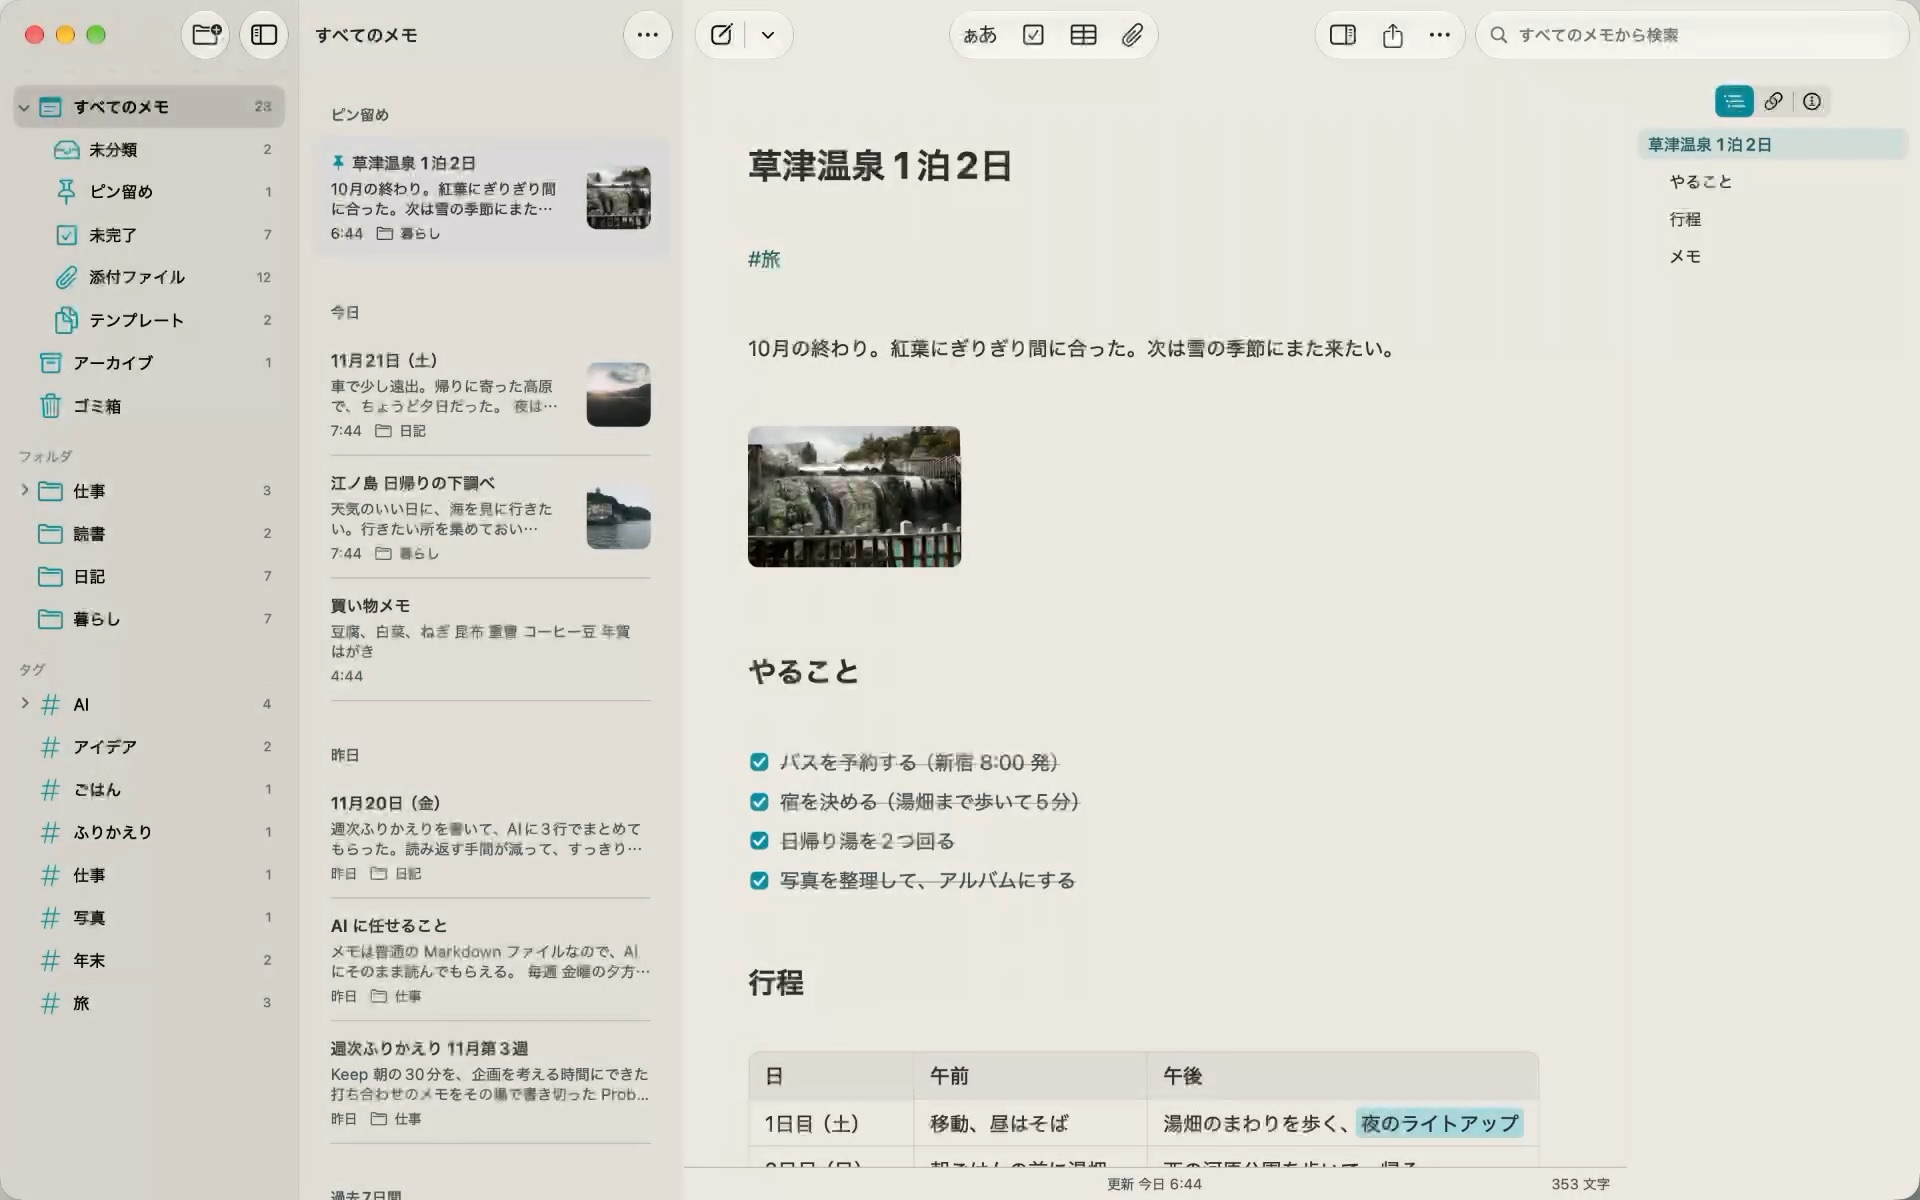 すべてのメモ 23
未分類 2
ピン留め 1
未完了 7
添付ファイル 12
テンプレート 2
アーカイブ 1
ゴミ箱
フォルダ
仕事 3
読書 2
日記 7
暮らし 7
タグ
AI 4
アイデア 2
ごはん 1
ふりかえり 1
仕事 1
写真 1
年末 2
旅 3
すべてのメモ
ピン留め
草津温泉1泊2日
10月の終わり。紅葉にぎりぎり間
に合った。次は雪の季節にまた…
6:44 暮らし
今日
11月21日（土）
車で少し遠出。帰りに寄った高原
で、ちょうど夕日だった。 夜は…
7:44 日記
江ノ島 日帰りの下調べ
天気のいい日に、海を見に行きた
い。行きたい所を集めておい…
7:44 暮らし
買い物メモ
豆腐、白菜、ねぎ 昆布 重曹 コーヒー豆 年賀
はがき
4:44
昨日
11月20日（金）
週次ふりかえりを書いて、AIに3行でまとめて
もらった。読み返す手間が減って、すっきり…
昨日 日記
AI に任せること
メモは普通の Markdown ファイルなので、AI
にそのまま読んでもらえる。 毎週 金曜の夕方…
昨日 仕事
週次ふりかえり 11月第3週
Keep 朝の30分を、企画を考える時間にできた
打ち合わせのメモをその場で書き切った Prob…
昨日 仕事
過去7日間
ああ
すべてのメモから検索
草津温泉1泊2日
#旅
10月の終わり。紅葉にぎりぎり間に合った。次は雪の季節にまた来たい。
やること
バスを予約する（新宿 8:00 発）
宿を決める（湯畑まで歩いて5分）
日帰り湯を2つ回る
写真を整理して、アルバムにする
行程
日 午前 午後
1日目（土） 移動、昼はそば 湯畑のまわりを歩く、夜のライトアップ
更新 今日 6:44
353 文字
草津温泉1泊2日
やること
行程
メモ